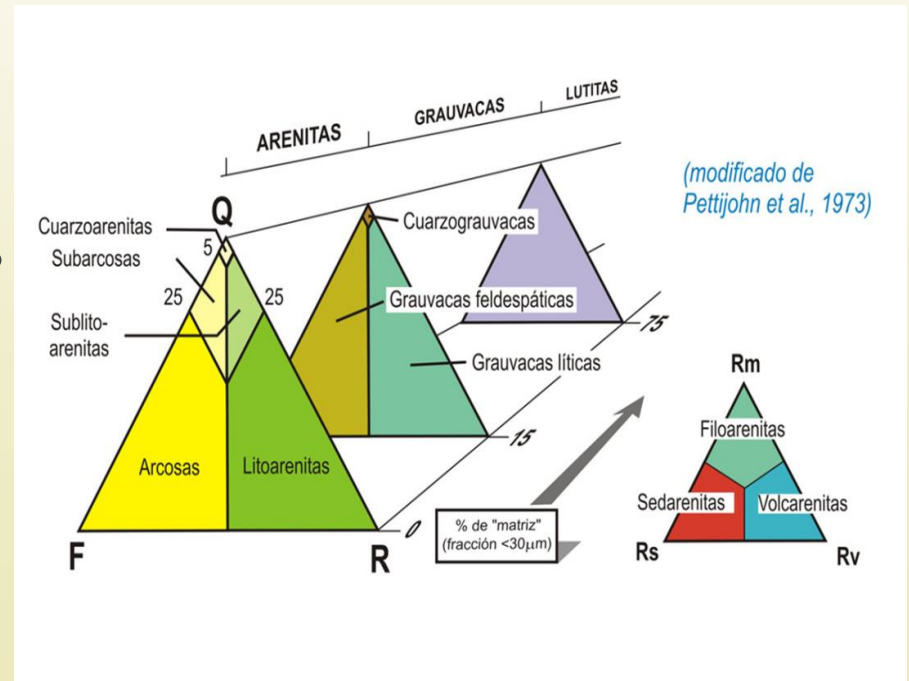 ARENITAS
GRAUVACAS
LUTITAS
(modificado de
Pettijohn et al., 1973)
Q
Cuarzoarenitas
5
Subarcosas
25
25
Sublito-
arenitas
Cuarzograuvacas
Grauvacas feldespáticas
Grauvacas líticas
75
15
0
Arcosas
Litoarenitas
F
R
% de "matriz"
(fracción <30µm)
Rm
Filoarenitas
Sedarenitas
Volcarenitas
Rs
Rv